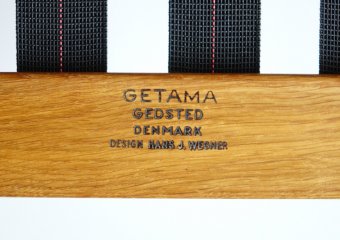 GETAMA
GEDSTED
DENMARK
DESIGN HANS J. WEGNER